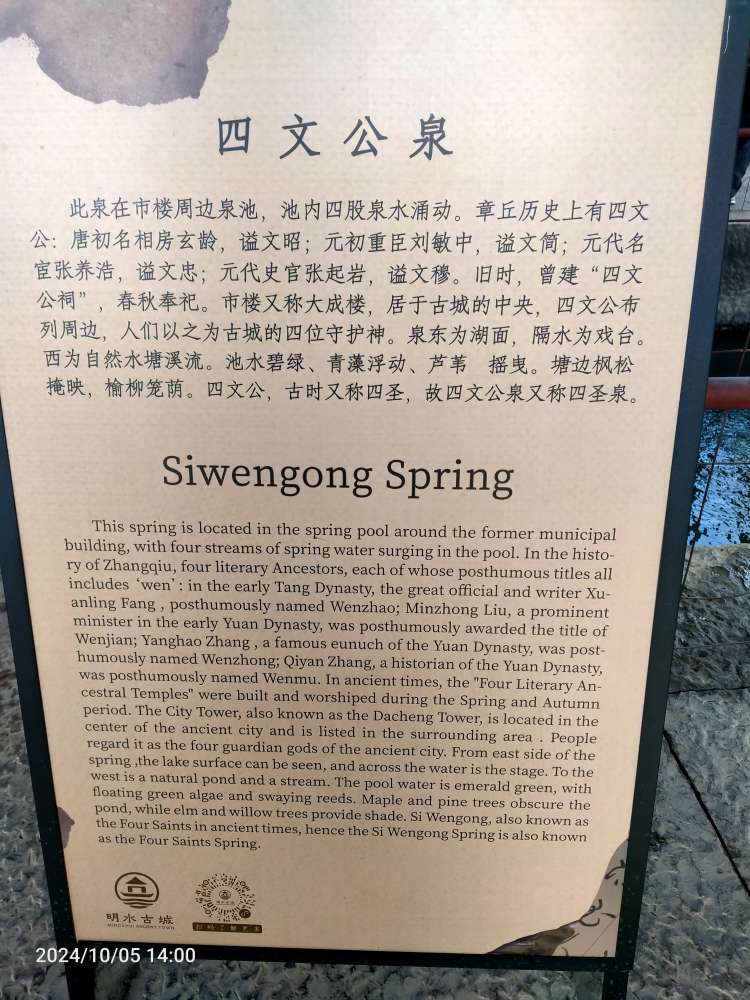 四文公泉
此泉在市楼周边泉池，池内四股泉水涌动。章丘历史上有四文
公：唐初名相房玄龄，谥文昭；元初重臣刘敏中，谥文简；元代名
宦张养浩，谥文忠；元代史官张起岩，谥文穆。旧时，曾建“四文
公祠”，春秋奉祀。市楼又称大成楼，居于古城的中央，四文公布
列周边，人们以之为古城的四位守护神。泉东为湖面，隔水为戏台。
西为自然水塘溪流。池水碧绿、青藻浮动、芦苇 摇曳。塘边枫松
掩映，榆柳笼荫。四文公，古时又称四圣，故四文公泉又称四圣泉。
Siwengong Spring
This spring is located in the spring pool around the former municipal
building, with four streams of spring water surging in the pool. In the histo-
ry of Zhangqiu, four literary Ancestors, each of whose posthumous titles all
includes ‘wen’: in the early Tang Dynasty, the great official and writer Xu-
anling Fang , posthumously named Wenzhao; Minzhong Liu, a prominent
minister in the early Yuan Dynasty, was posthumously awarded the title of
Wenjian; Yanghao Zhang , a famous eunuch of the Yuan Dynasty, was post-
humously named Wenzhong; Qiyan Zhang, a historian of the Yuan Dynasty,
was posthumously named Wenmu. In ancient times, the "Four Literary An-
cestral Temples" were built and worshiped during the Spring and Autumn
period. The City Tower, also known as the Dacheng Tower, is located in the
center of the ancient city and is listed in the surrounding area . People
regard it as the four guardian gods of the ancient city. From east side of the
spring ,the lake surface can be seen, and across the water is the stage. To the
west is a natural pond and a stream. The pool water is emerald green, with
floating green algae and swaying reeds. Maple and pine trees obscure the
pond, while elm and willow trees provide shade. Si Wengong, also known as
the Four Saints in ancient times, hence the Si Wengong Spring is also known
as the Four Saints Spring.
明水古城
MINGSHUI ANCIENT TOWN
扫码了解更多
2024/10/05 14:00